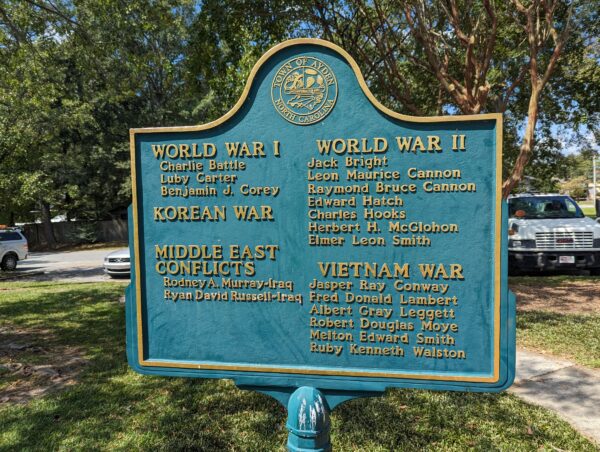 TOWN OF AYDEN
NORTH CAROLINA
WORLD WAR I
Charlie Battle
Luby Carter
Benjamin J. Corey
KOREAN WAR
MIDDLE EAST
CONFLICTS
Rodney A. Murray-Iraq
Ryan David Russell-Iraq
WORLD WAR II
Jack Bright
Leon Maurice Cannon
Raymond Bruce Cannon
Edward Hatch
Charles Hooks
Herbert H. McGlohon
Elmer Leon Smith
VIETNAM WAR
Jasper Ray Conway
Fred Donald Lambert
Albert Gray Leggett
Robert Douglas Moye
Melton Edward Smith
Ruby Kenneth Walston
GMC